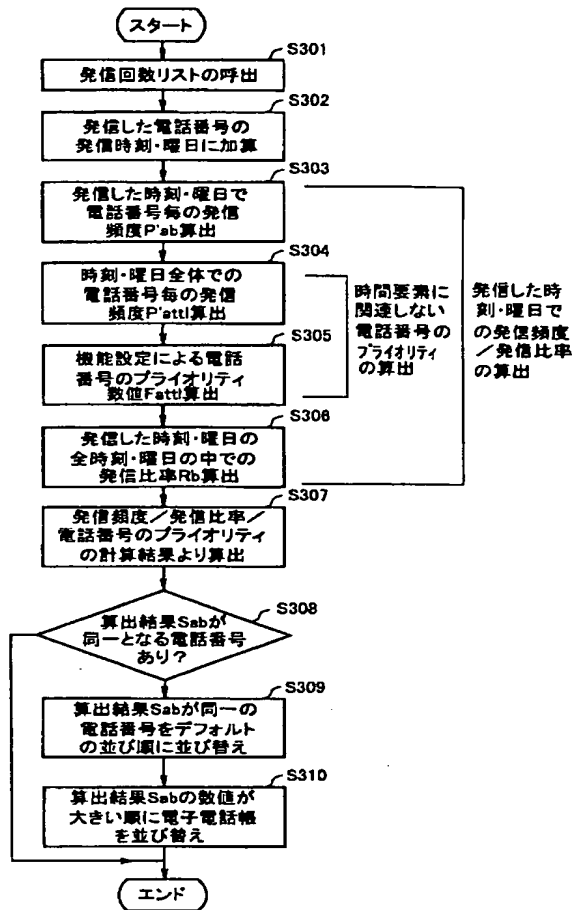 スタート
S301
発信回数リストの呼出
S302
発信した電話番号の
発信時刻・曜日に加算
S303
発信した時刻・曜日で
電話番号毎の発信
頻度P'ab算出
S304
時刻・曜日全体での
電話番号毎の発信
頻度P'attl算出
S305
機能設定による電話
番号のプライオリティ
数値Fattl算出
S306
発信した時刻・曜日の
全時刻・曜日の中での
発信比率Rb算出
時間要素に
関連しない
電話番号の
プライオリティ
の算出
発信した時
刻・曜日で
の発信頻度
/発信比率
の算出
S307
発信頻度/発信比率/
電話番号のプライオリティ
の計算結果より算出
S308
算出結果Sabが
同一となる電話番号
あり?
S309
算出結果Sabが同一の
電話番号をデフォルト
の並び順に並び替え
S310
算出結果Sabの数値が
大きい順に電子電話帳
を並び替え
エンド